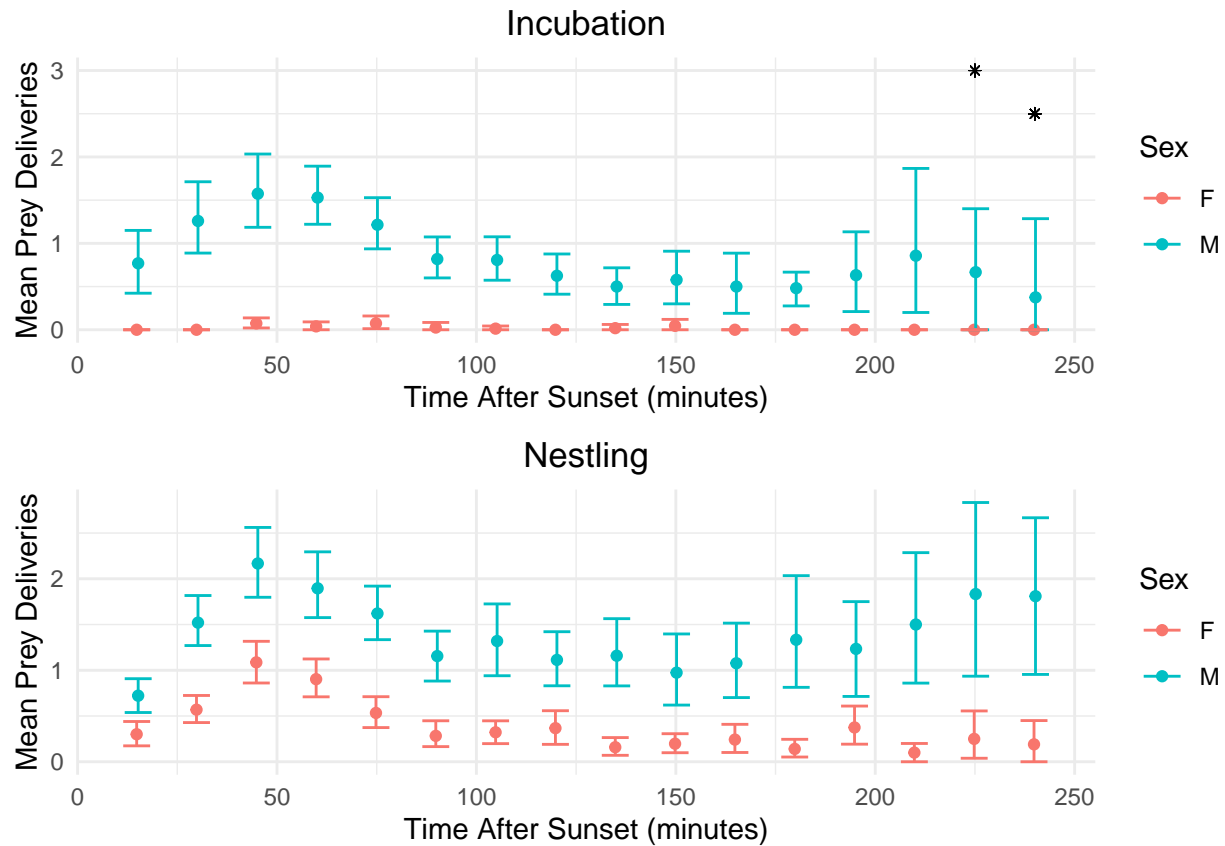 Incubation
3
2
1
0
Mean Prey Deliveries
*
*
0 50 100 150 200 250
Time After Sunset (minutes)
Sex
F
M
Nestling
2
1
0
Mean Prey Deliveries
0 50 100 150 200 250
Time After Sunset (minutes)
Sex
F
M